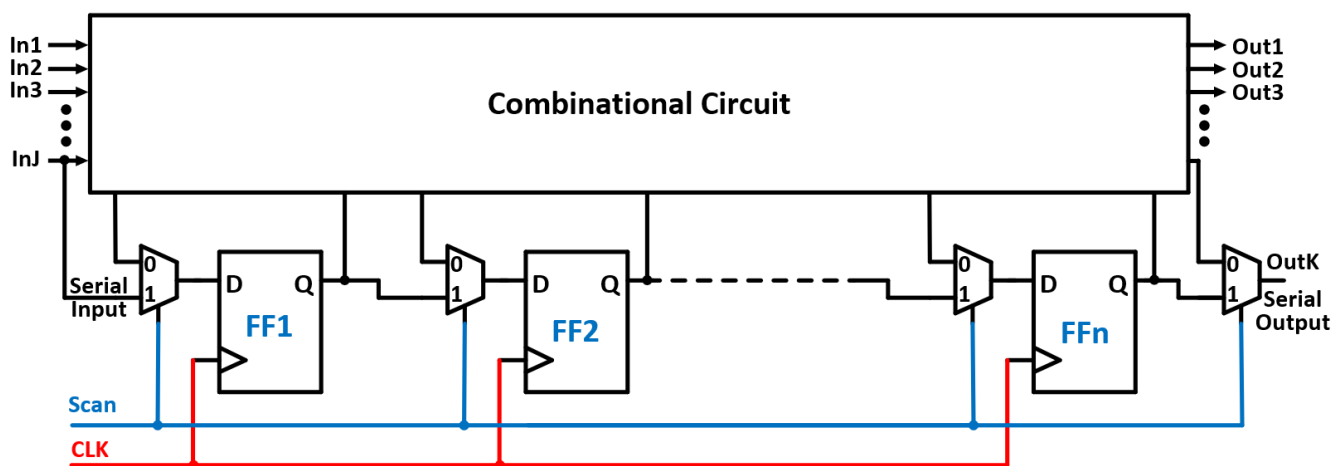 In1
In2
In3
InJ
Combinational Circuit
Out1
Out2
Out3
Serial
Input
0
1
D Q
FF1
0
1
D Q
FF2
0
1
D Q
FFn
0
1
OutK
Serial
Output
Scan
CLK